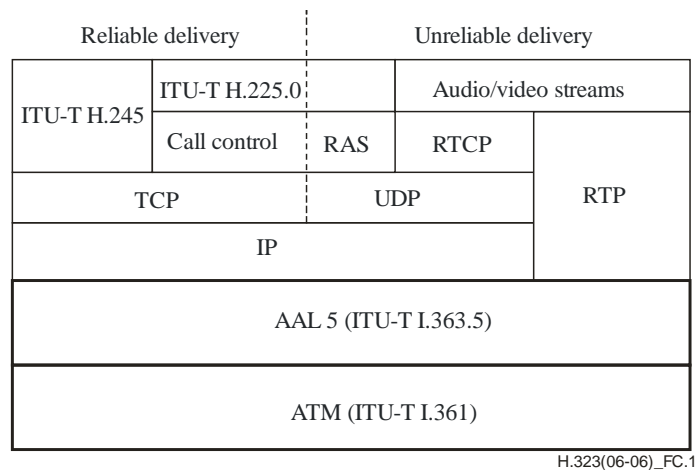 Reliable delivery
Unreliable delivery
ITU-T H.245
ITU-T H.225.0
Audio/video streams
Call control
RAS
RTCP
RTP
TCP
UDP
IP
AAL 5 (ITU-T I.363.5)
ATM (ITU-T I.361)
H.323(06-06)_FC.1